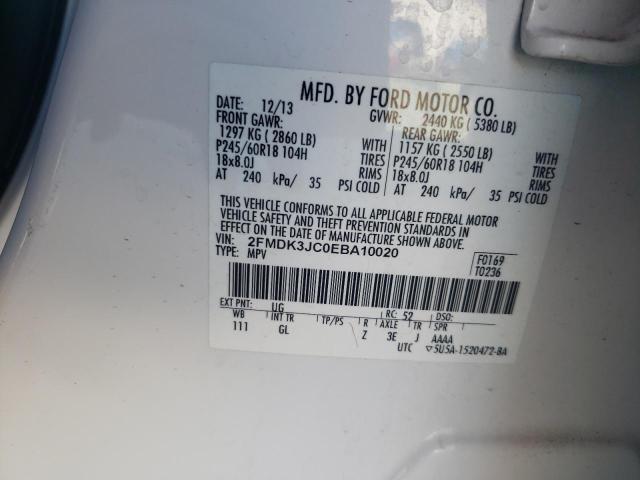 MFD. BY FORD MOTOR CO.
DATE: 12/13 GVWR: 2440 KG ( 5380 LB)
FRONT GAWR: REAR GAWR:
1297 KG ( 2860 LB) 1157 KG ( 2550 LB)
P245/60R18 104H TIRES P245/60R18 104H TIRES
18x8.0J RIMS 18x8.0J RIMS
AT 240 kPa/ 35 PSI COLD AT 240 kPa/ 35 PSI COLD
THIS VEHICLE CONFORMS TO ALL APPLICABLE FEDERAL MOTOR
VEHICLE SAFETY AND THEFT PREVENTION STANDARDS IN
EFFECT ON THE DATE OF MANUFACTURE SHOWN ABOVE.
VIN: 2FMDK3JC0EBA10020 F0169
TYPE: MPV T0236
EXT PNT: UG RC: 52 DSO:
WB INT TR TP/PS R AXLE TR SPR
111 GL Z 3E J AAAA
UTC ▽5U5A-1520472-BA